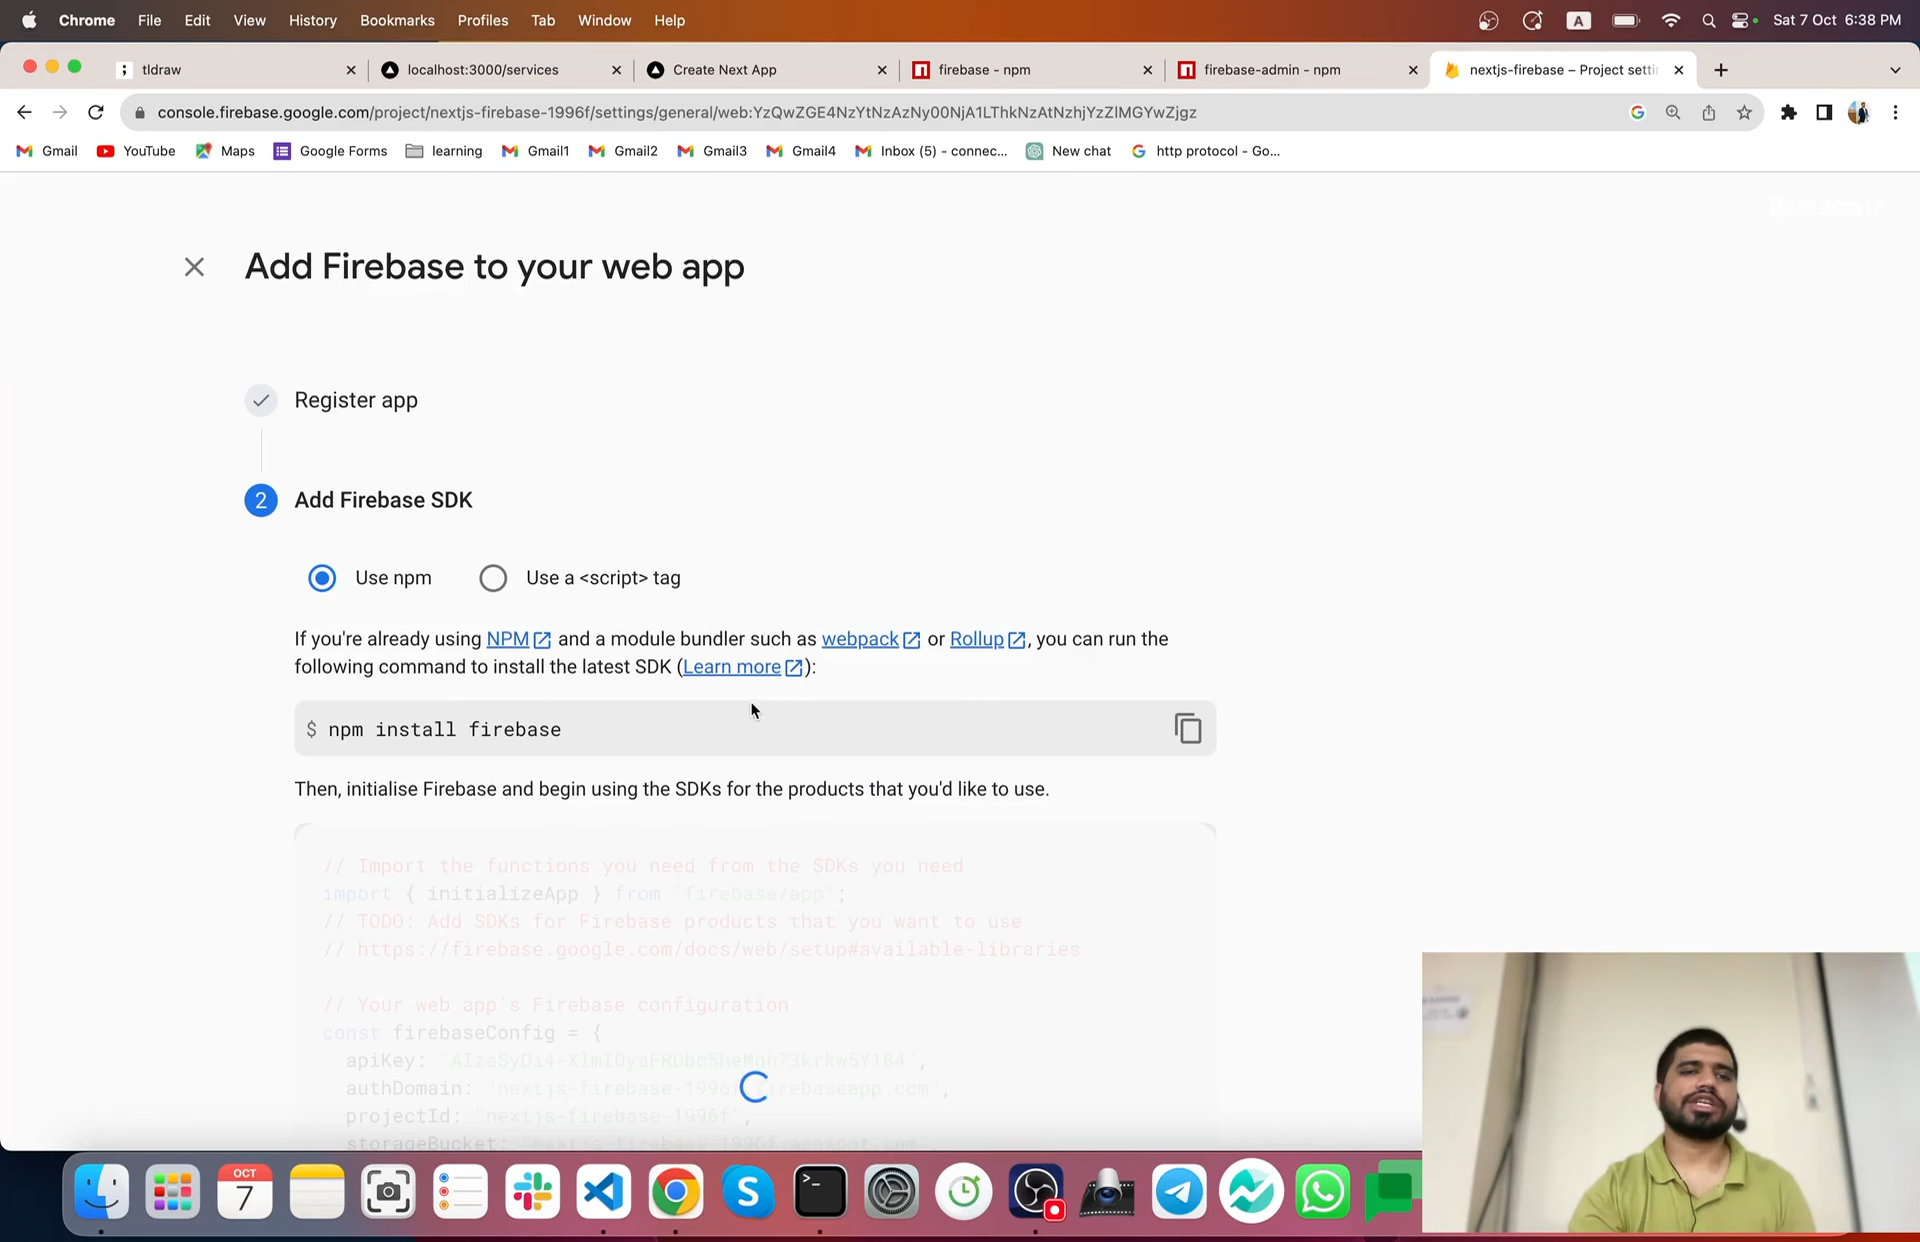 Chrome File Edit View History Bookmarks Profiles Tab Window Help A Sat 7 Oct 6:38 PM
tldraw localhost:3000/services Create Next App firebase - npm firebase-admin - npm nextjs-firebase – Project setti
console.firebase.google.com/project/nextjs-firebase-1996f/settings/general/web:YzQwZGE4NzYtNzAzNy00NjA1LThkNzAtNzhjYzZlMGYwZjgz
Gmail YouTube Maps Google Forms learning Gmail1 Gmail2 Gmail3 Gmail4 Inbox (5) - connec... New chat http protocol - Go...
Go to docs
Add Firebase to your web app
Register app
2 Add Firebase SDK
Use npm Use a <script> tag
If you're already using NPM and a module bundler such as webpack or Rollup, you can run the
following command to install the latest SDK (Learn more):
$ npm install firebase
Then, initialise Firebase and begin using the SDKs for the products that you'd like to use.
// Import the functions you need from the SDKs you need
import { initializeApp } from "firebase/app";
// TODO: Add SDKs for Firebase products that you want to use
// https://firebase.google.com/docs/web/setup#available-libraries
// Your web app's Firebase configuration
const firebaseConfig = {
apiKey:
authDomain:
projectId: "nextjs-firebase-1996f",
storageBucket:
OCT
7